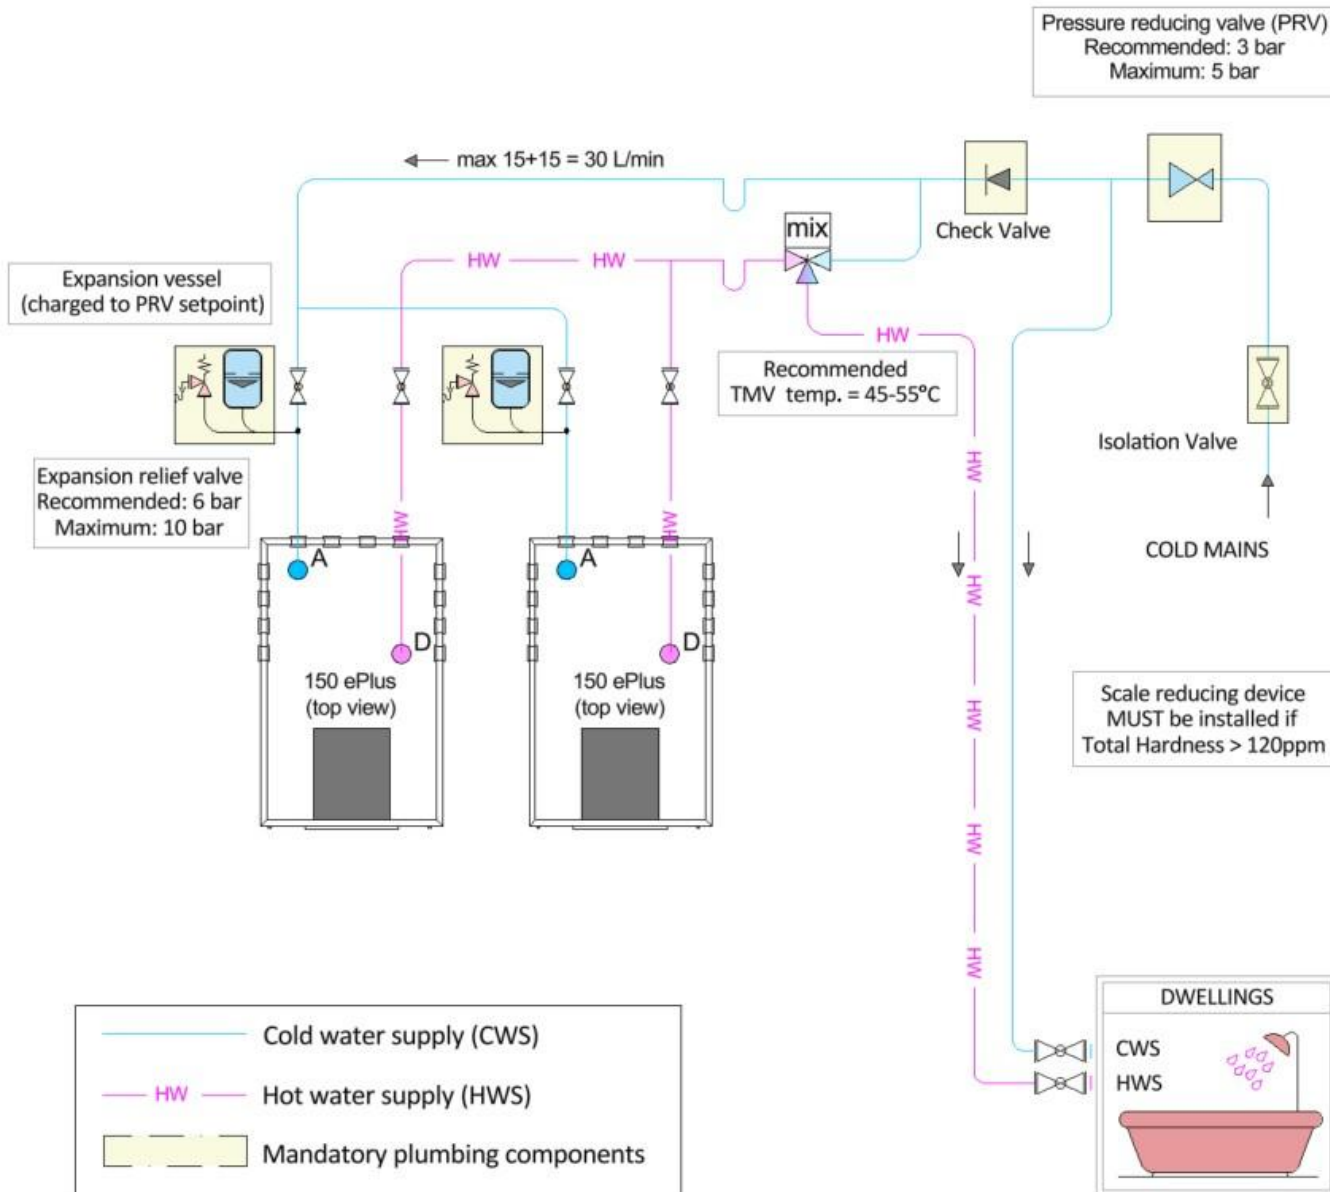 Pressure reducing valve (PRV)
Recommended: 3 bar
Maximum: 5 bar
max 15+15 = 30 L/min
mix
Check Valve
HW
HW
Expansion vessel
(charged to PRV setpoint)
HW
Recommended
TMV temp. = 45-55°C
Isolation Valve
Expansion relief valve
Recommended: 6 bar
Maximum: 10 bar
HW
HW
HW
COLD MAINS
A
A
HW
D
D
150 ePlus
(top view)
150 ePlus
(top view)
HW
Scale reducing device
MUST be installed if
Total Hardness > 120ppm
HW
HW
DWELLINGS
CWS
HWS
Cold water supply (CWS)
HW
Hot water supply (HWS)
Mandatory plumbing components